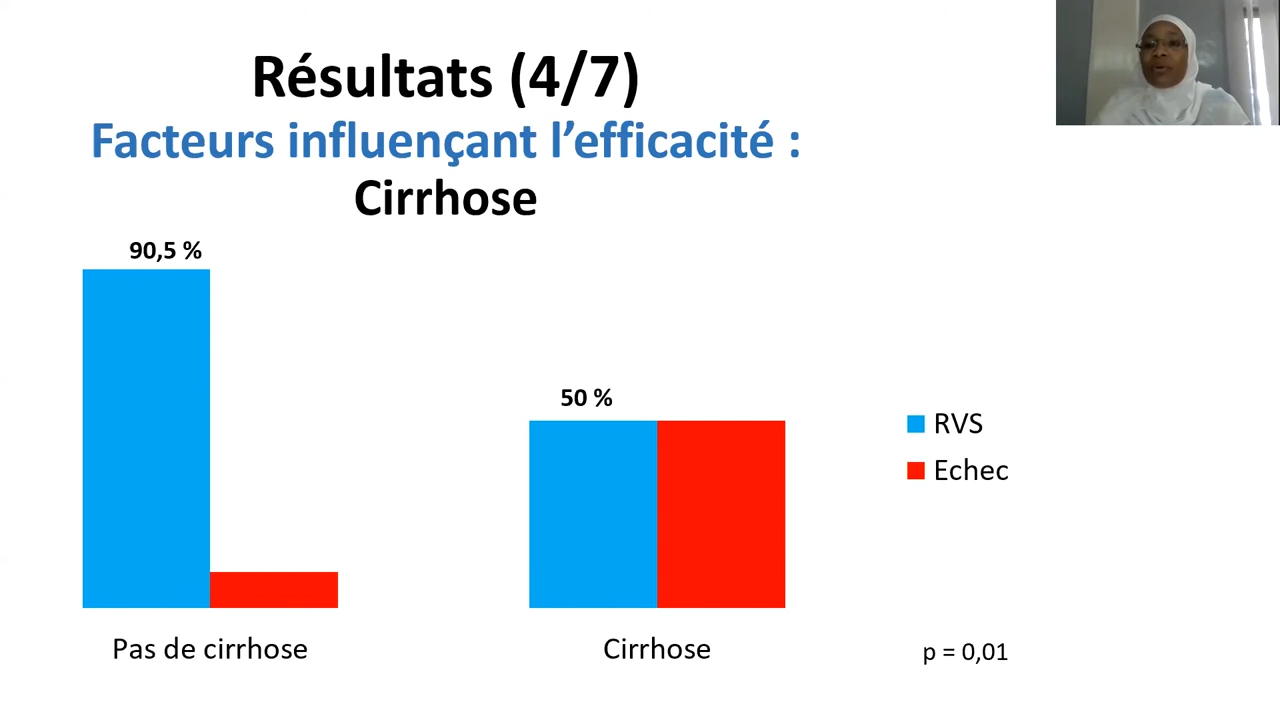 Résultats (4/7)
Facteurs influençant l’efficacité :
Cirrhose
90,5 %
50 %
RVS
Echec
Pas de cirrhose
Cirrhose
p = 0,01